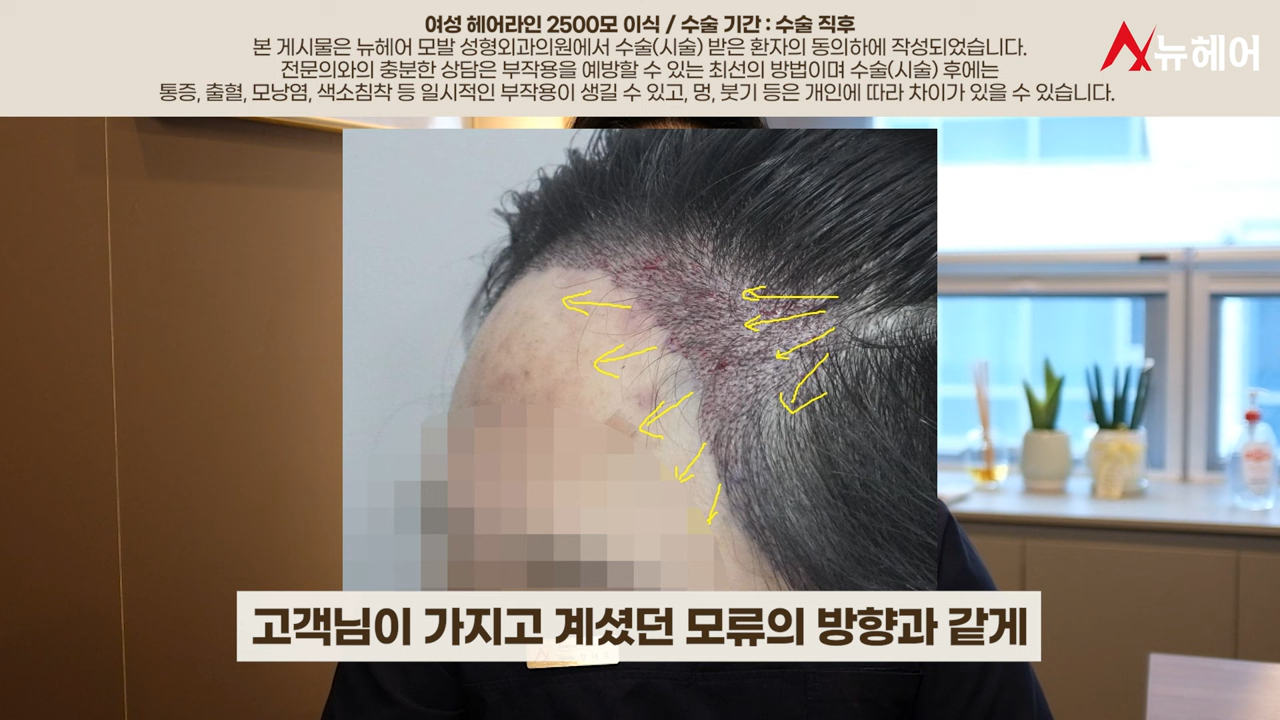 여성 헤어라인 2500모 이식 / 수술 기간 : 수술 직후
본 게시물은 뉴헤어 모발 성형외과의원에서 수술(시술) 받은 환자의 동의하에 작성되었습니다.
전문의와의 충분한 상담은 부작용을 예방할 수 있는 최선의 방법이며 수술(시술) 후에는
통증, 출혈, 모낭염, 색소침착 등 일시적인 부작용이 생길 수 있고, 멍, 붓기 등은 개인에 따라 차이가 있을 수 있습니다.
뉴헤어
고객님이 가지고 계셨던 모류의 방향과 같게